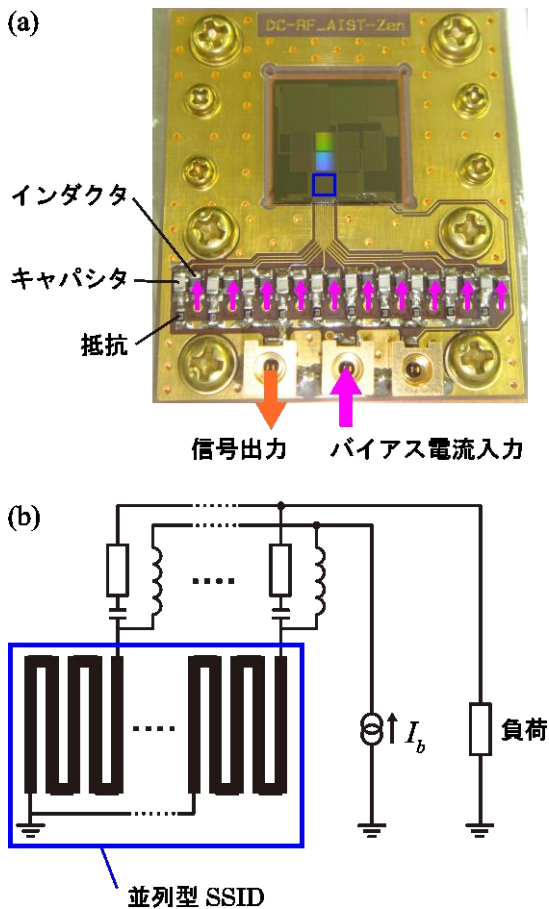 (a)
DC-RF_AIST-Zen
インダクタ
キャパシタ
抵抗
信号出力
バイアス電流入力
(b)
I_b
負荷
並列型 SSID